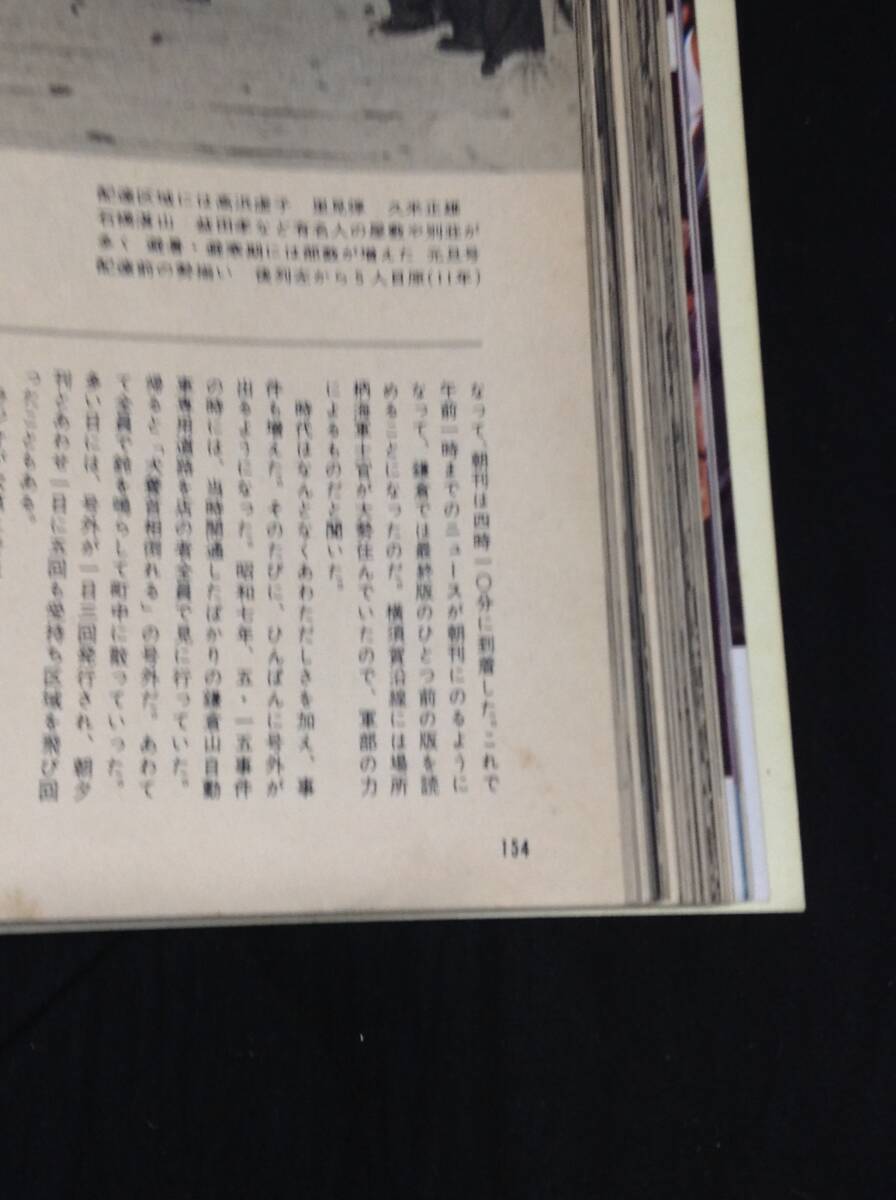 配達区域には高浜虚子　里見弴　久米正雄
石橋湛山　益田孝など有名人の屋敷や別荘が
多く　避暑・避寒期には部数が増えた　元旦号
配達前の勢揃い　後列左から5人目原(11年)
なって、朝刊は四時一〇分に到着した。これで
午前一時までのニュースが朝刊にのるように
なって、鎌倉では最終版のひとつ前の版を読
めることになったのだ。横須賀沿線には場所
柄海軍士官が大勢住んでいたので、軍部の力
によるものだと聞いた。
時代はなんとなくあわただしさを加え、事
件も増えた。そのたびに、ひんぱんに号外が
出るようになった。昭和七年、五・一五事件
の時には、当時開通したばかりの鎌倉山自動
車専用道路を店の者全員で見に行っていた。
帰ると「犬養首相倒れる」の号外だ。あわて
て全員で鈴を鳴らして町中に散っていった。
多い日には、号外が一日三回発行され、朝夕
刊とあわせ一日に五回も受持ち区域を飛び回
ったこともある。
154